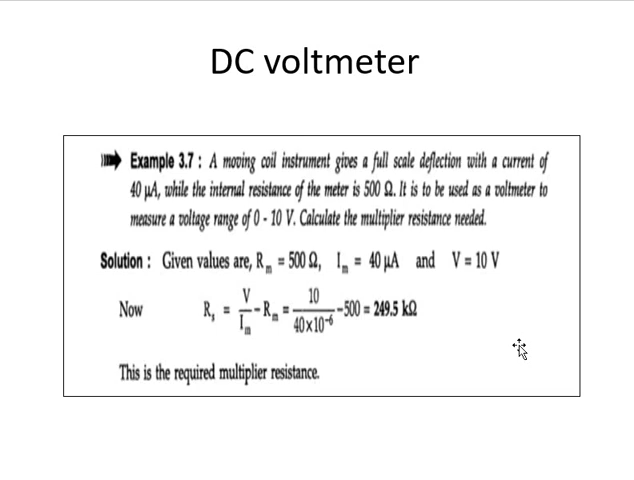 DC voltmeter
Example 3.7 : A moving coil instrument gives a full scale deflection with a current of
40 μA, while the internal resistance of the meter is 500 Ω. It is to be used as a voltmeter to
measure a voltage range of 0 - 10 V. Calculate the multiplier resistance needed.
Solution : Given values are, Rm = 500 Ω, Im = 40 μA and V = 10 V
Now Rs = V/Im − Rm = 10/40×10⁻⁶ − 500 = 249.5 kΩ
This is the required multiplier resistance.